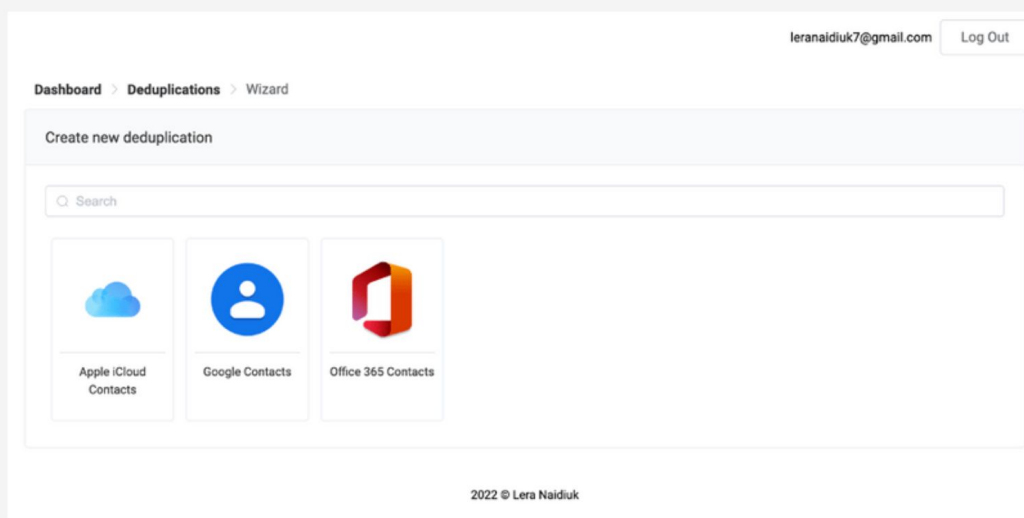 leranaidiuk7@gmail.com Log Out
Dashboard > Deduplications > Wizard
Create new deduplication
Search
Apple iCloud
Contacts
Google Contacts
Office 365 Contacts
2022 © Lera Naidiuk